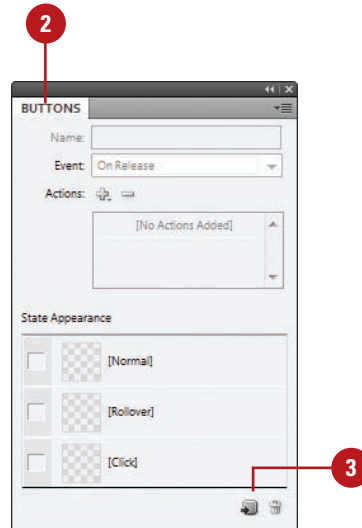 2
BUTTONS
Name:
Event: On Release
Actions:
[No Actions Added]
State Appearance
[Normal]
[Rollover]
[Click]
3